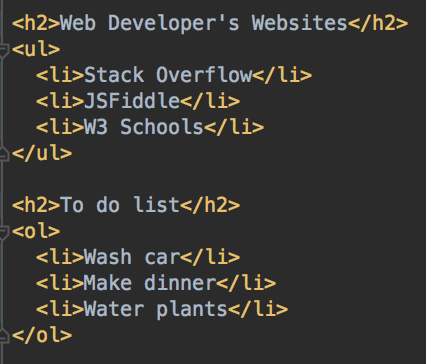 <h2>Web Developer's Websites</h2>
<ul>
  <li>Stack Overflow</li>
  <li>JSFiddle</li>
  <li>W3 Schools</li>
</ul>

<h2>To do list</h2>
<ol>
  <li>Wash car</li>
  <li>Make dinner</li>
  <li>Water plants</li>
</ol>